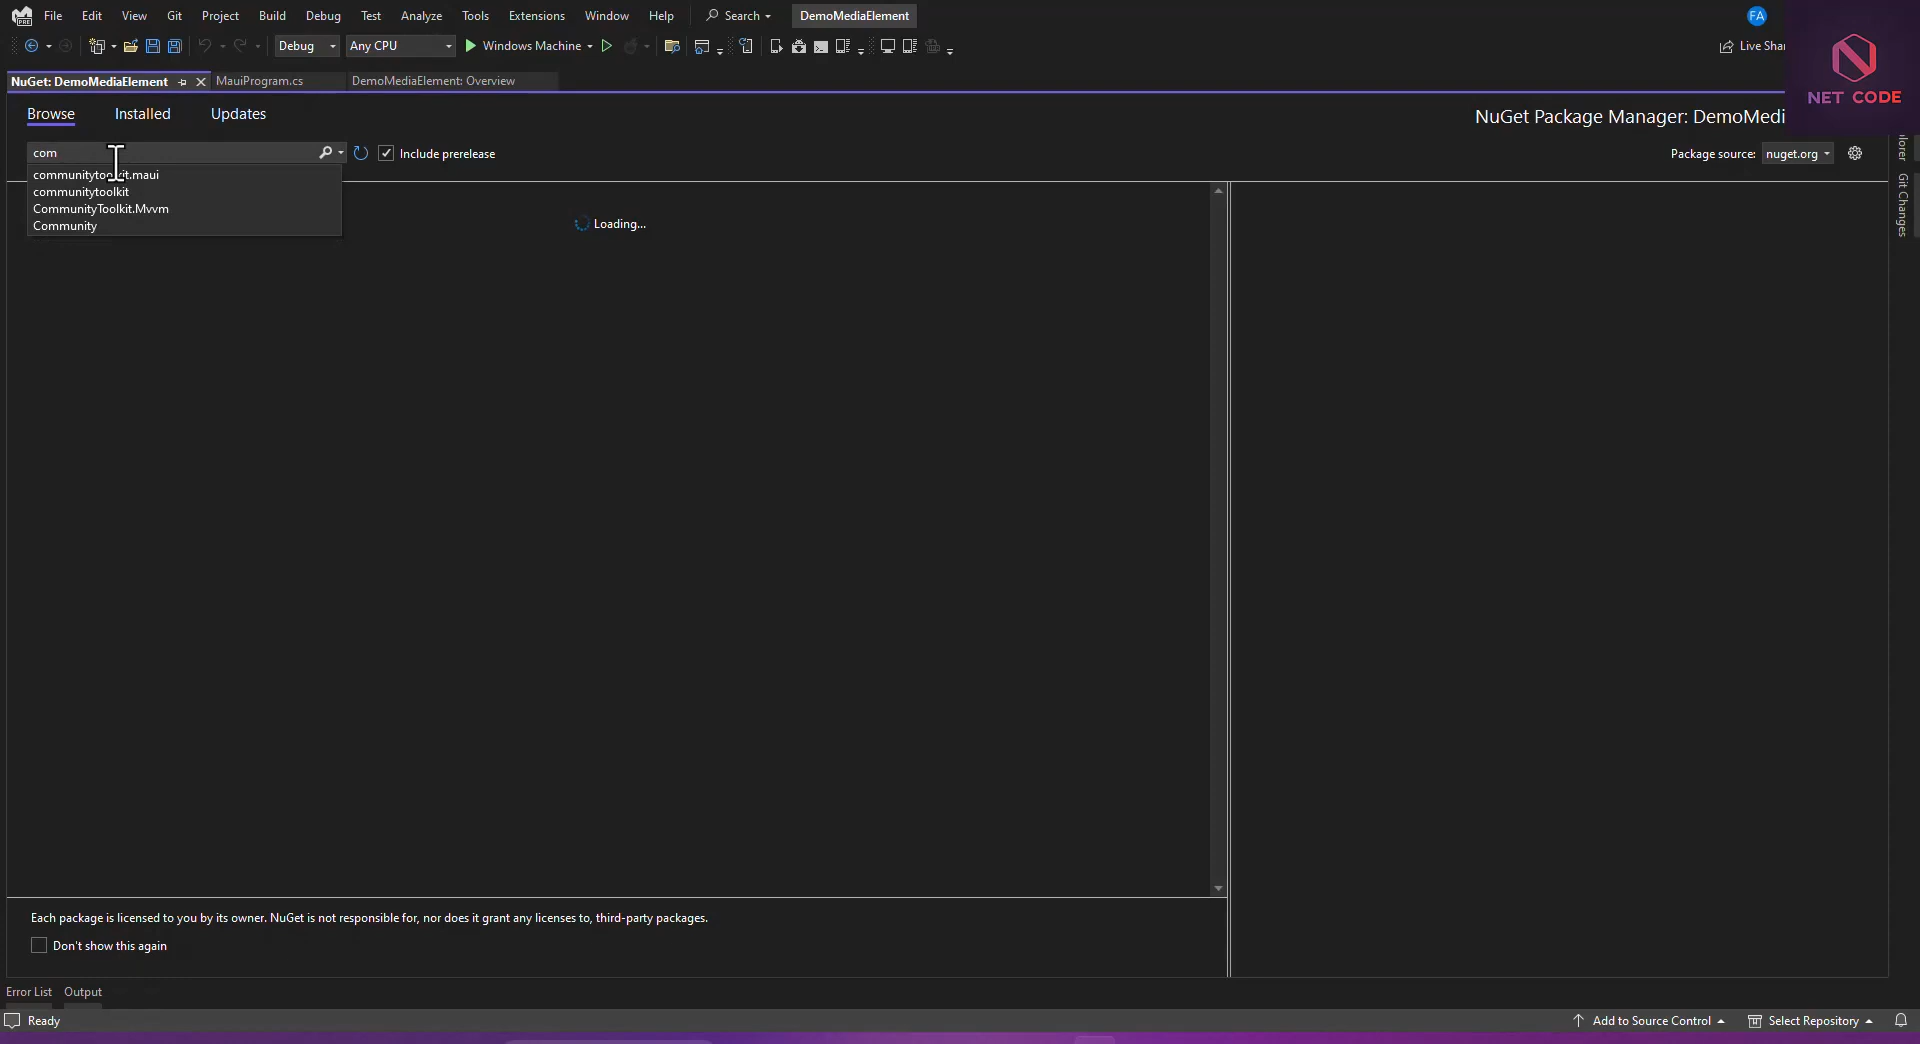 File Edit View Git Project Build Debug Test Analyze Tools Extensions Window Help Search DemoMediaElement FA
Debug Any CPU Windows Machine Live Shar
NET CODE
NuGet: DemoMediaElement MauiProgram.cs DemoMediaElement: Overview
Browse Installed Updates NuGet Package Manager: DemoMedi
com Include prerelease Package source: nuget.org
communitytoolkit.maui
communitytoolkit
CommunityToolkit.Mvvm
Community
Loading...
Git Changes
Each package is licensed to you by its owner. NuGet is not responsible for, nor does it grant any licenses to, third-party packages.
Don't show this again
Error List Output
Ready Add to Source Control Select Repository